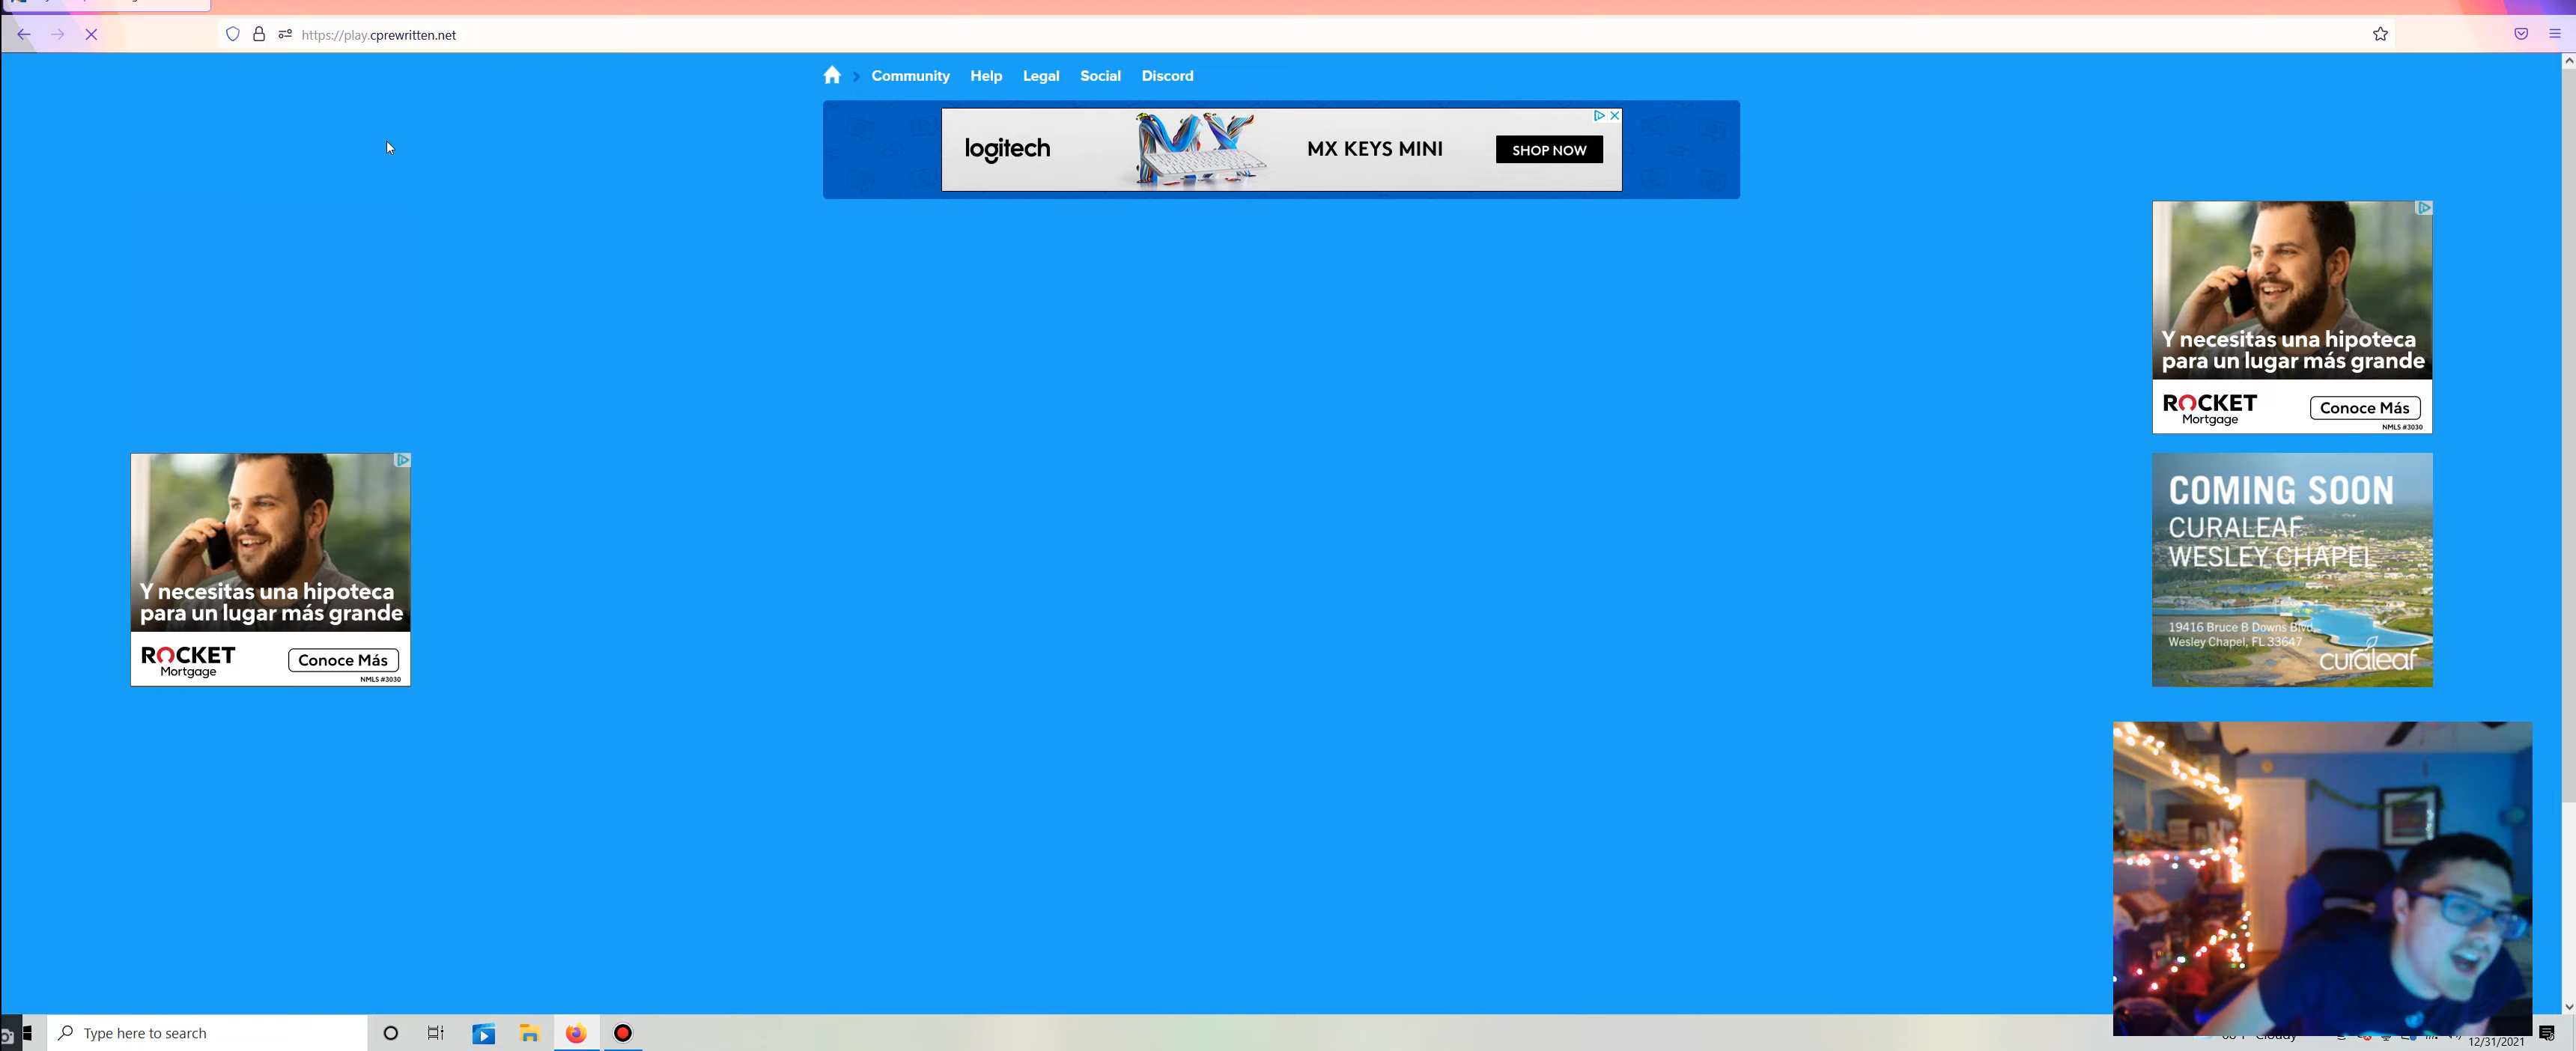 https://play.cprewritten.net
Community Help Legal Social Discord
logitech
MX KEYS MINI
SHOP NOW
Y necesitas una hipoteca
para un lugar más grande
ROCKET
Mortgage
Conoce Más
NMLS #3030
COMING SOON
CURALEAF
WESLEY CHAPEL
19416 Bruce B Downs Blvd,
Wesley Chapel, FL 33647
curaleaf
Y necesitas una hipoteca
para un lugar más grande
ROCKET
Mortgage
Conoce Más
NMLS #3030
Type here to search
Cloudy
12/31/2021